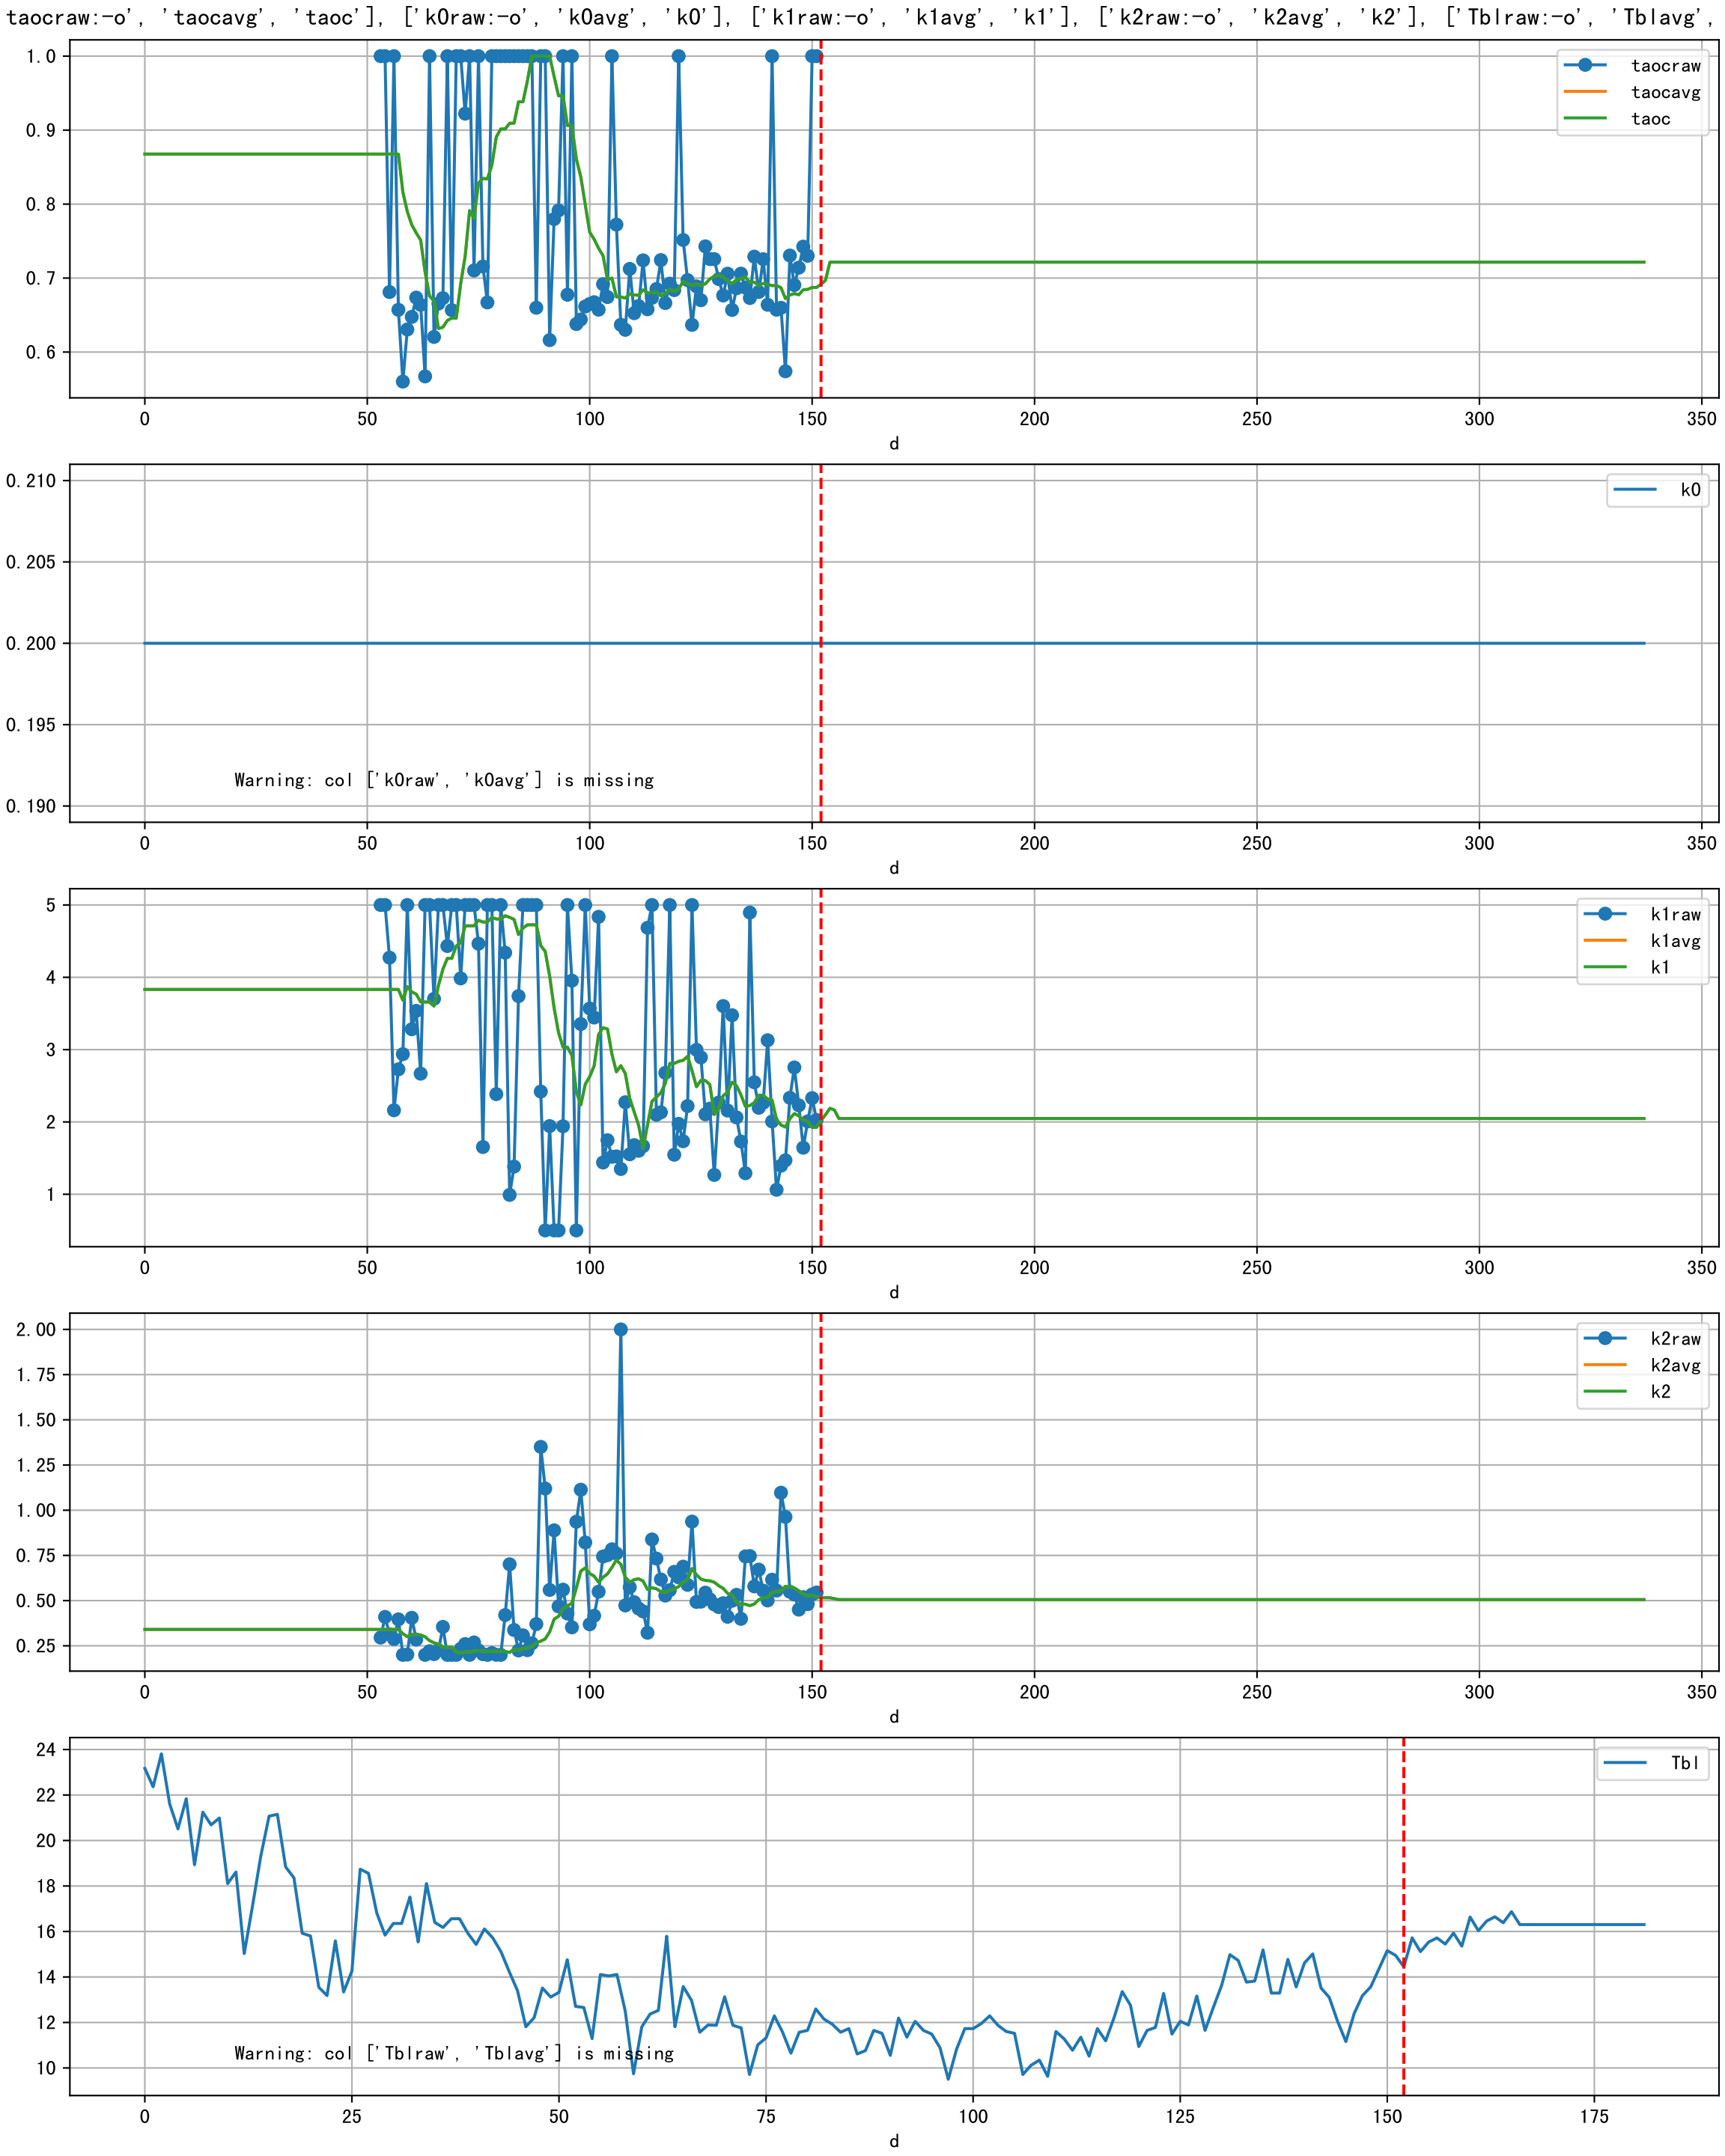 taocraw:-o', 'taocavg', 'taoc'], ['k0raw:-o', 'k0avg', 'k0'], ['k1raw:-o', 'k1avg', 'k1'], ['k2raw:-o', 'k2avg', 'k2'], ['Tblraw:-o', 'Tblavg',
1.0
0.9
0.8
0.7
0.6
taocraw
taocavg
taoc
0 50 100 150 200 250 300 350
d
0.210
0.205
0.200
0.195
0.190
k0
Warning: col ['k0raw', 'k0avg'] is missing
0 50 100 150 200 250 300 350
d
5
4
3
2
1
k1raw
k1avg
k1
0 50 100 150 200 250 300 350
d
2.00
1.75
1.50
1.25
1.00
0.75
0.50
0.25
k2raw
k2avg
k2
0 50 100 150 200 250 300 350
d
24
22
20
18
16
14
12
10
Tbl
Warning: col ['Tblraw', 'Tblavg'] is missing
0 25 50 75 100 125 150 175
d